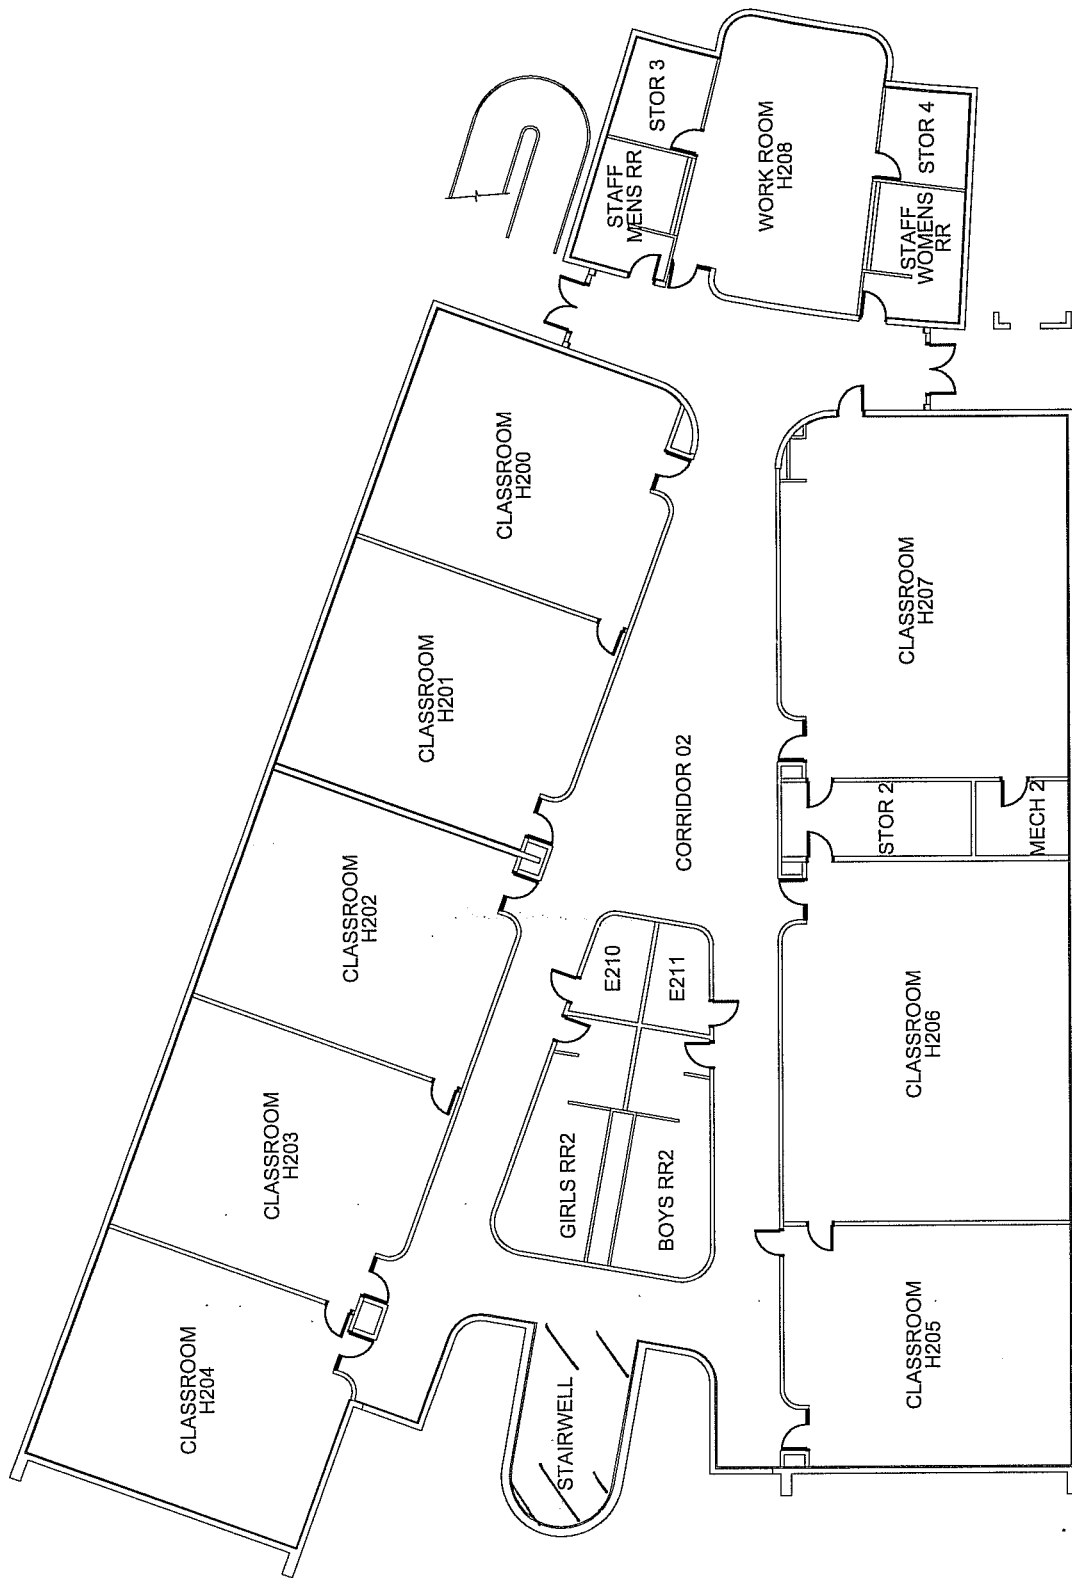 STOR 3
STAFF
MENS RR
WORK ROOM
H208
STOR 4
STAFF
WOMENS
RR
CLASSROOM
H200
CLASSROOM
H201
CLASSROOM
H202
CLASSROOM
H203
CLASSROOM
H204
CORRIDOR 02
E210
E211
GIRLS RR2
BOYS RR2
STAIRWELL
CLASSROOM
H207
STOR 2
MECH 2
CLASSROOM
H206
CLASSROOM
H205